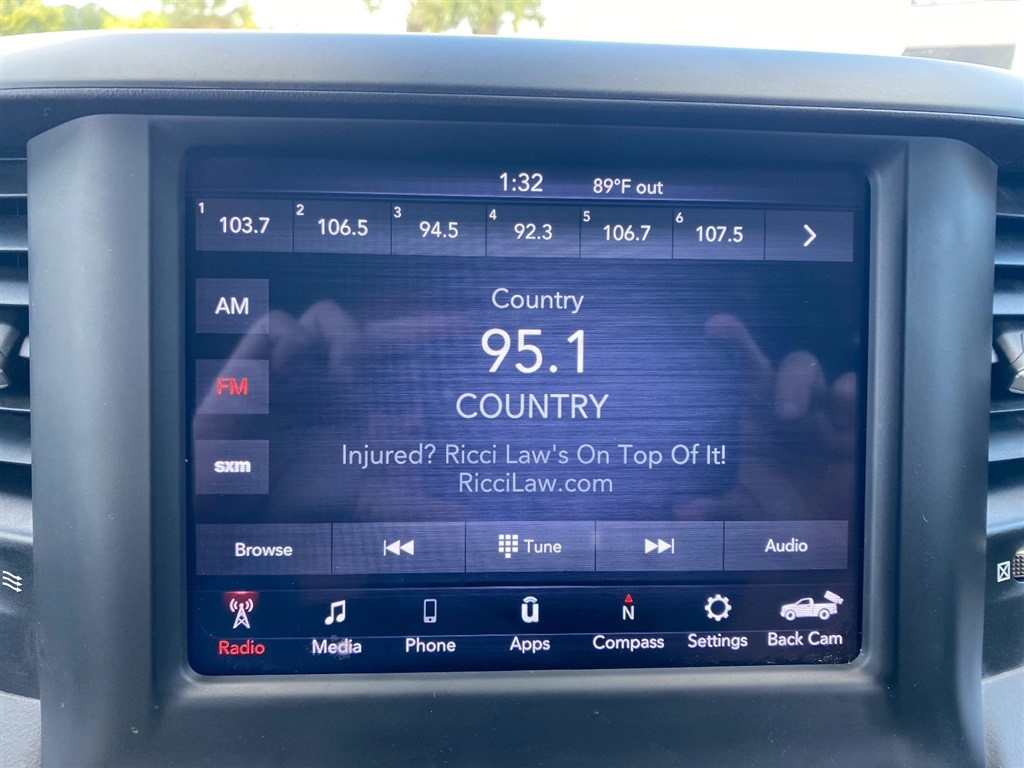 1:32 89°F out
1 103.7 2 106.5 3 94.5 4 92.3 5 106.7 6 107.5
Country
AM
95.1
FM
COUNTRY
Injured? Ricci Law's On Top Of It!
sxm
RicciLaw.com
Browse Tune Audio
N
Radio Media Phone Apps Compass Settings Back Cam